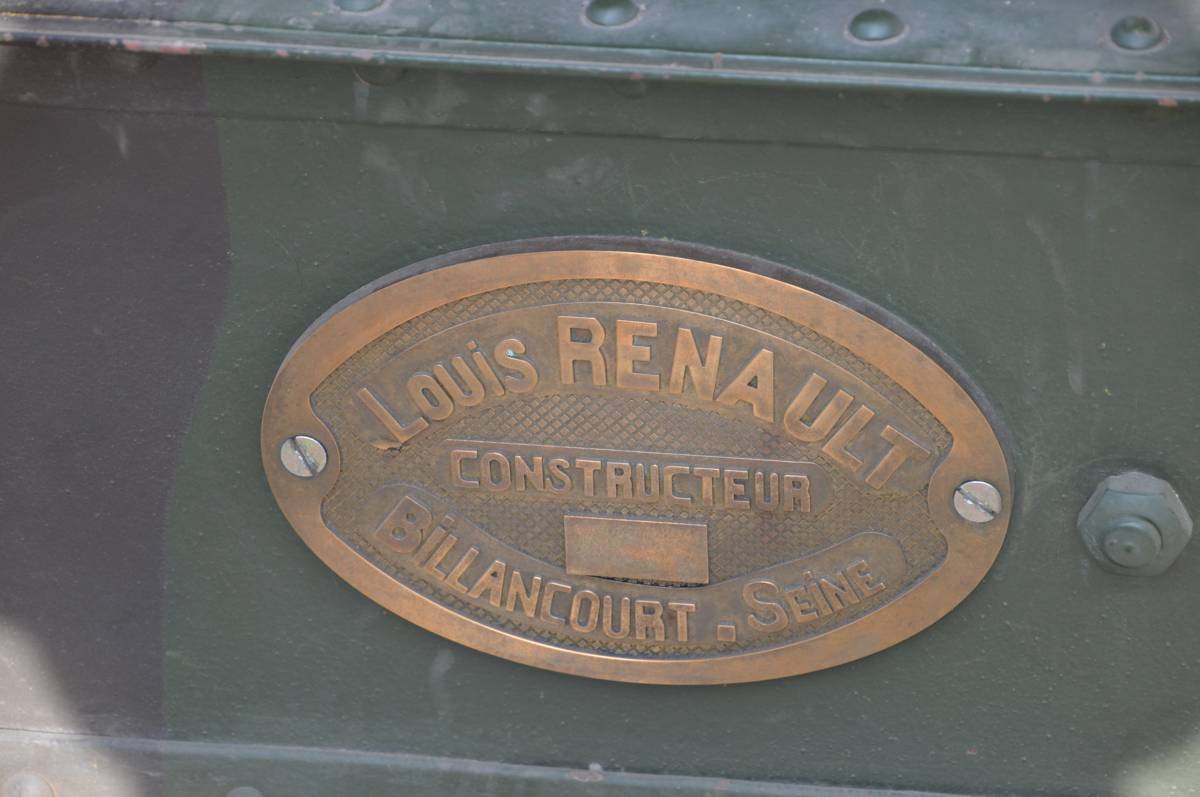 Louis RENAULT
CONSTRUCTEUR
BiLLANCOURT. SEiNE